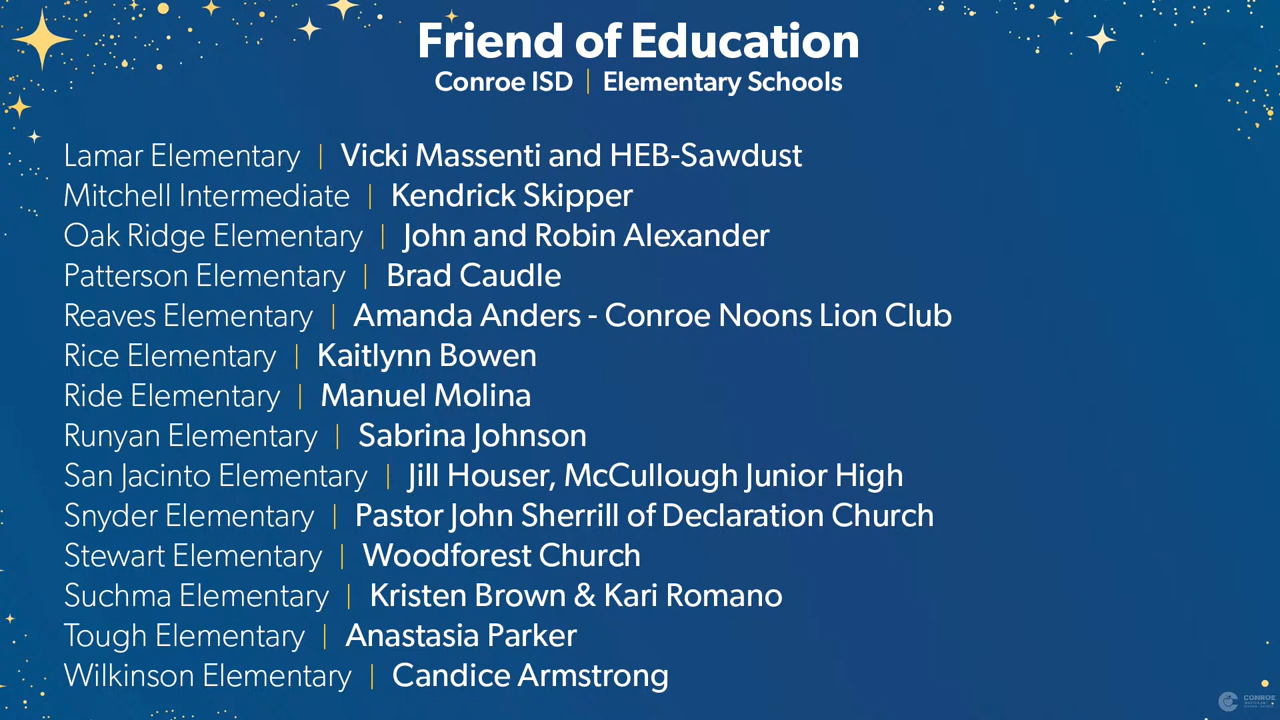 Friend of Education
Conroe ISD | Elementary Schools
Lamar Elementary | Vicki Massenti and HEB-Sawdust
Mitchell Intermediate | Kendrick Skipper
Oak Ridge Elementary | John and Robin Alexander
Patterson Elementary | Brad Caudle
Reaves Elementary | Amanda Anders - Conroe Noons Lion Club
Rice Elementary | Kaitlynn Bowen
Ride Elementary | Manuel Molina
Runyan Elementary | Sabrina Johnson
San Jacinto Elementary | Jill Houser, McCullough Junior High
Snyder Elementary | Pastor John Sherrill of Declaration Church
Stewart Elementary | Woodforest Church
Suchma Elementary | Kristen Brown & Kari Romano
Tough Elementary | Anastasia Parker
Wilkinson Elementary | Candice Armstrong
CONROE